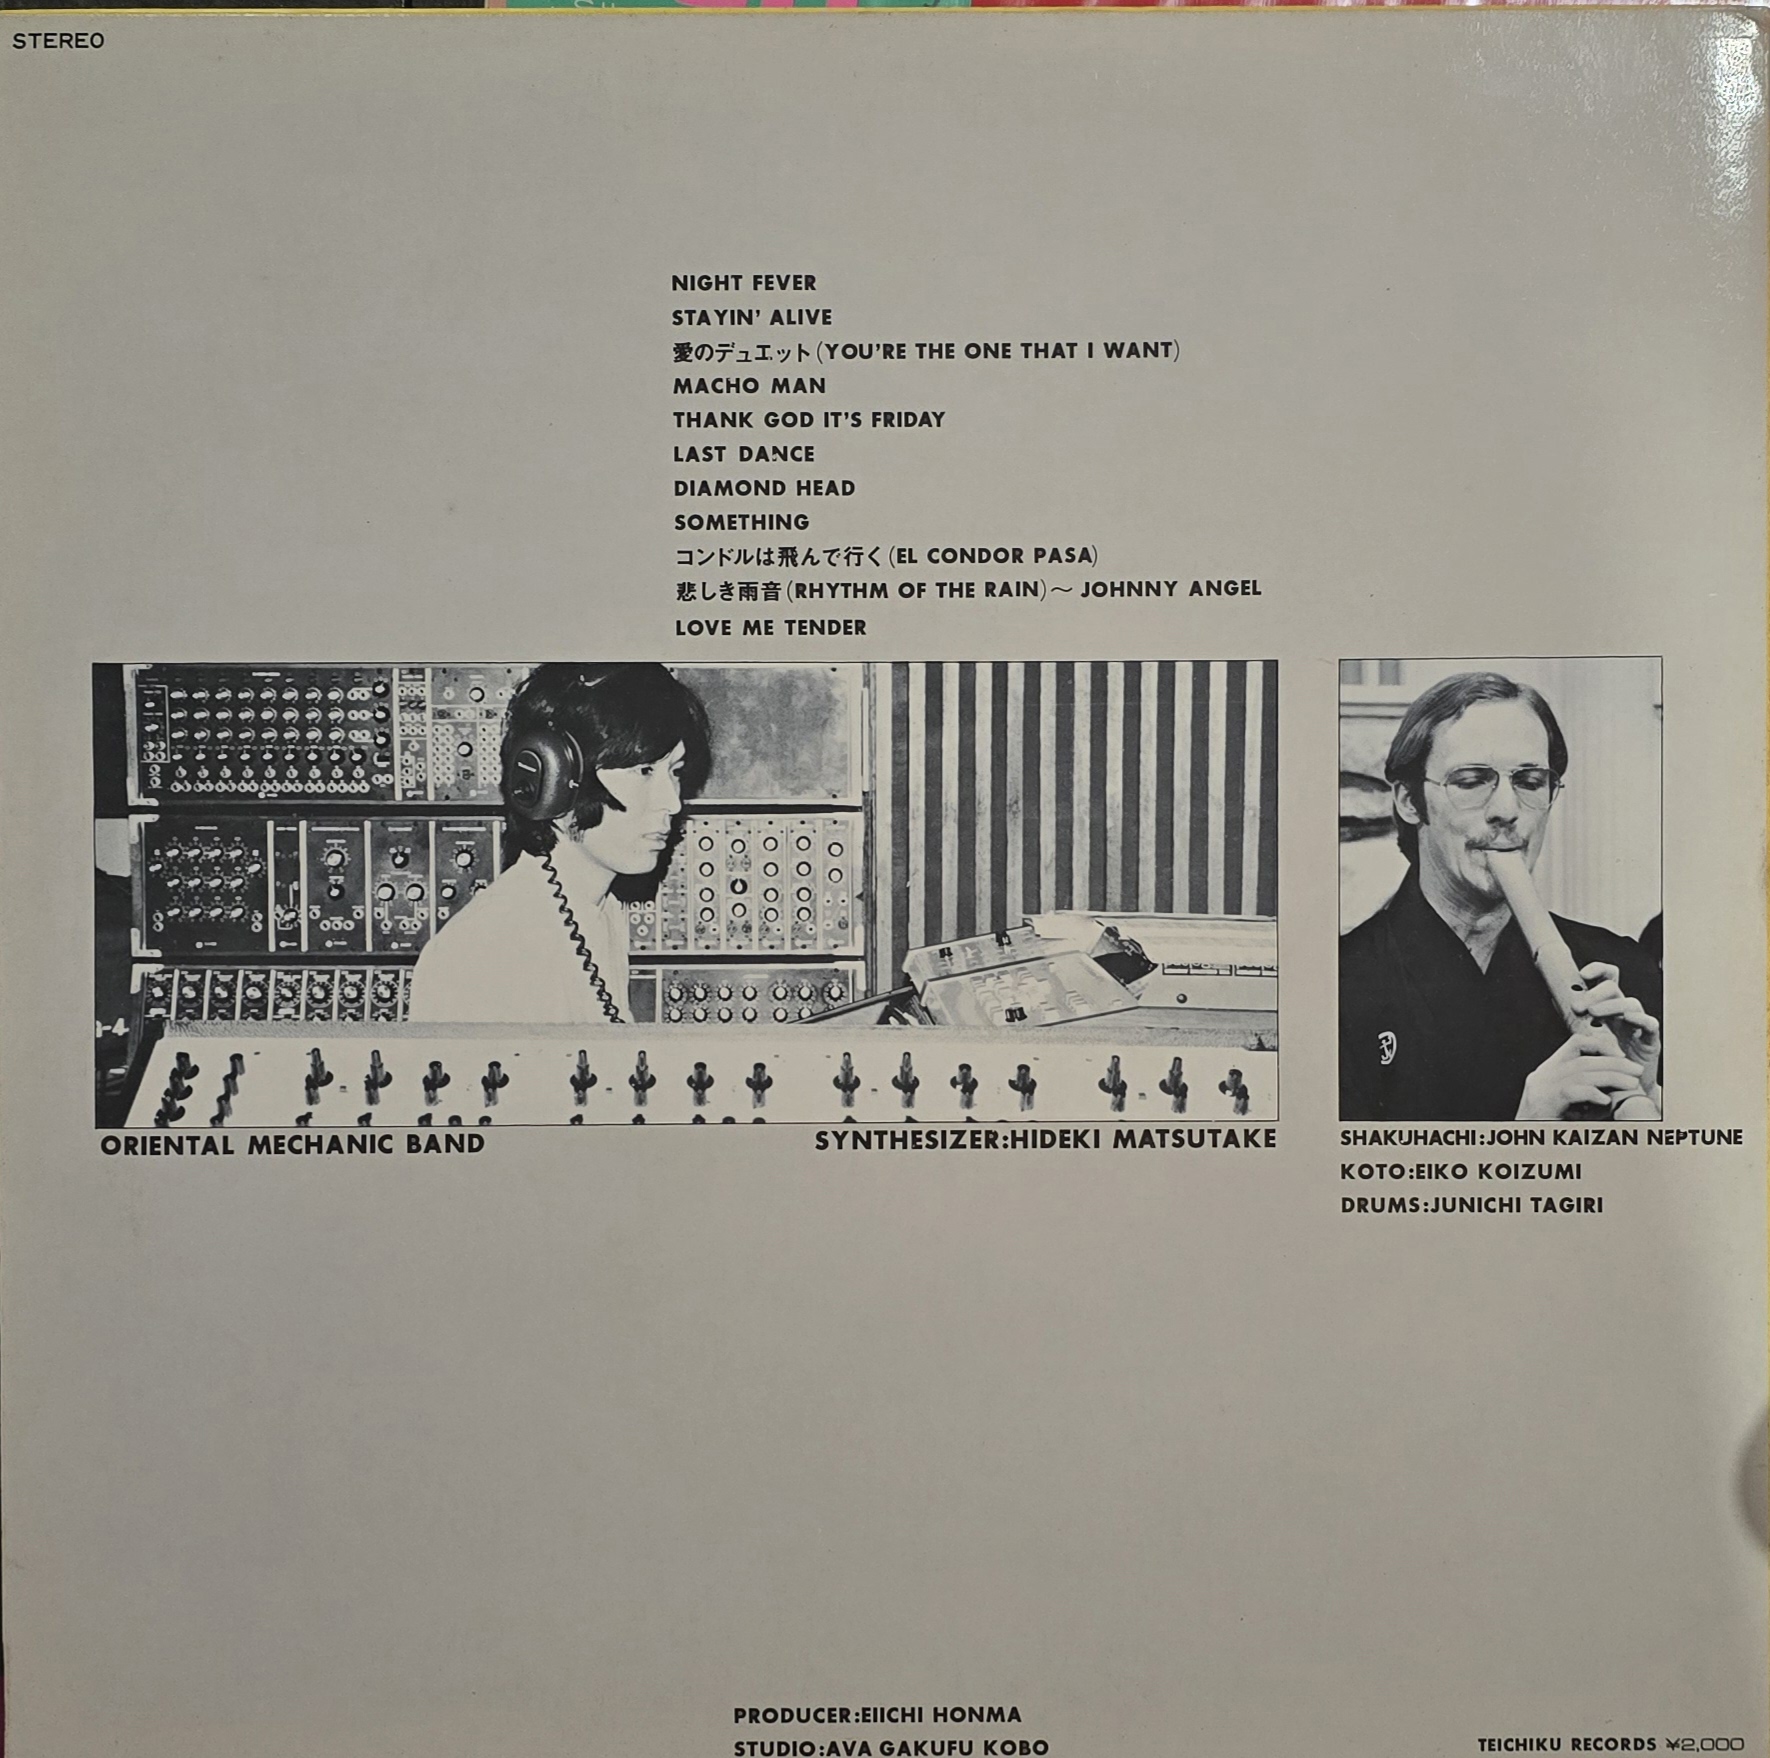 STEREO
NIGHT FEVER
STAYIN' ALIVE
愛のデュエット(YOU'RE THE ONE THAT I WANT)
MACHO MAN
THANK GOD IT'S FRIDAY
LAST DANCE
DIAMOND HEAD
SOMETHING
コンドルは飛んで行く(EL CONDOR PASA)
悲しき雨音(RHYTHM OF THE RAIN)~ JOHNNY ANGEL
LOVE ME TENDER
ORIENTAL MECHANIC BAND
SYNTHESIZER:HIDEKI MATSUTAKE
SHAKUHACHI:JOHN KAIZAN NEPTUNE
KOTO:EIKO KOIZUMI
DRUMS:JUNICHI TAGIRI
PRODUCER:EIICHI HONMA
STUDIO:AVA GAKUFU KOBO
TEICHIKU RECORDS ¥2,000